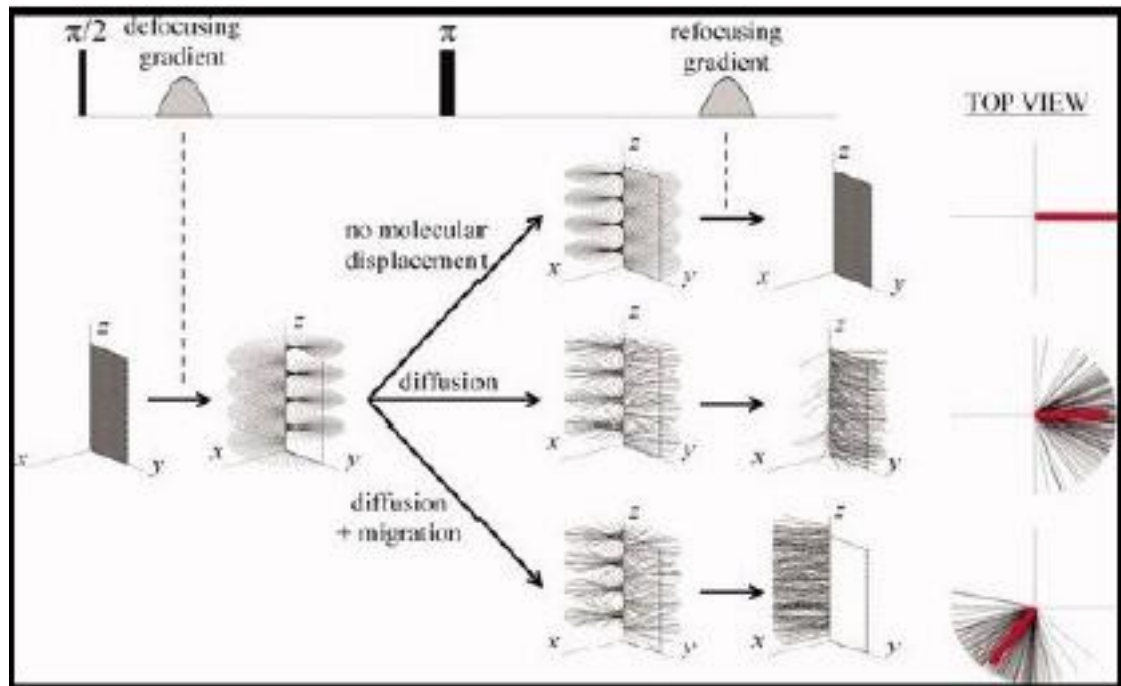 π/2
defocusing
gradient
π
refocusing
gradient
TOP VIEW
z
z
no molecular
displacement
x
y
x
y
z
z
z
z
diffusion
x
y
x
y
x
y
x
y
diffusion
+ migration
z
z
x
y
x
y